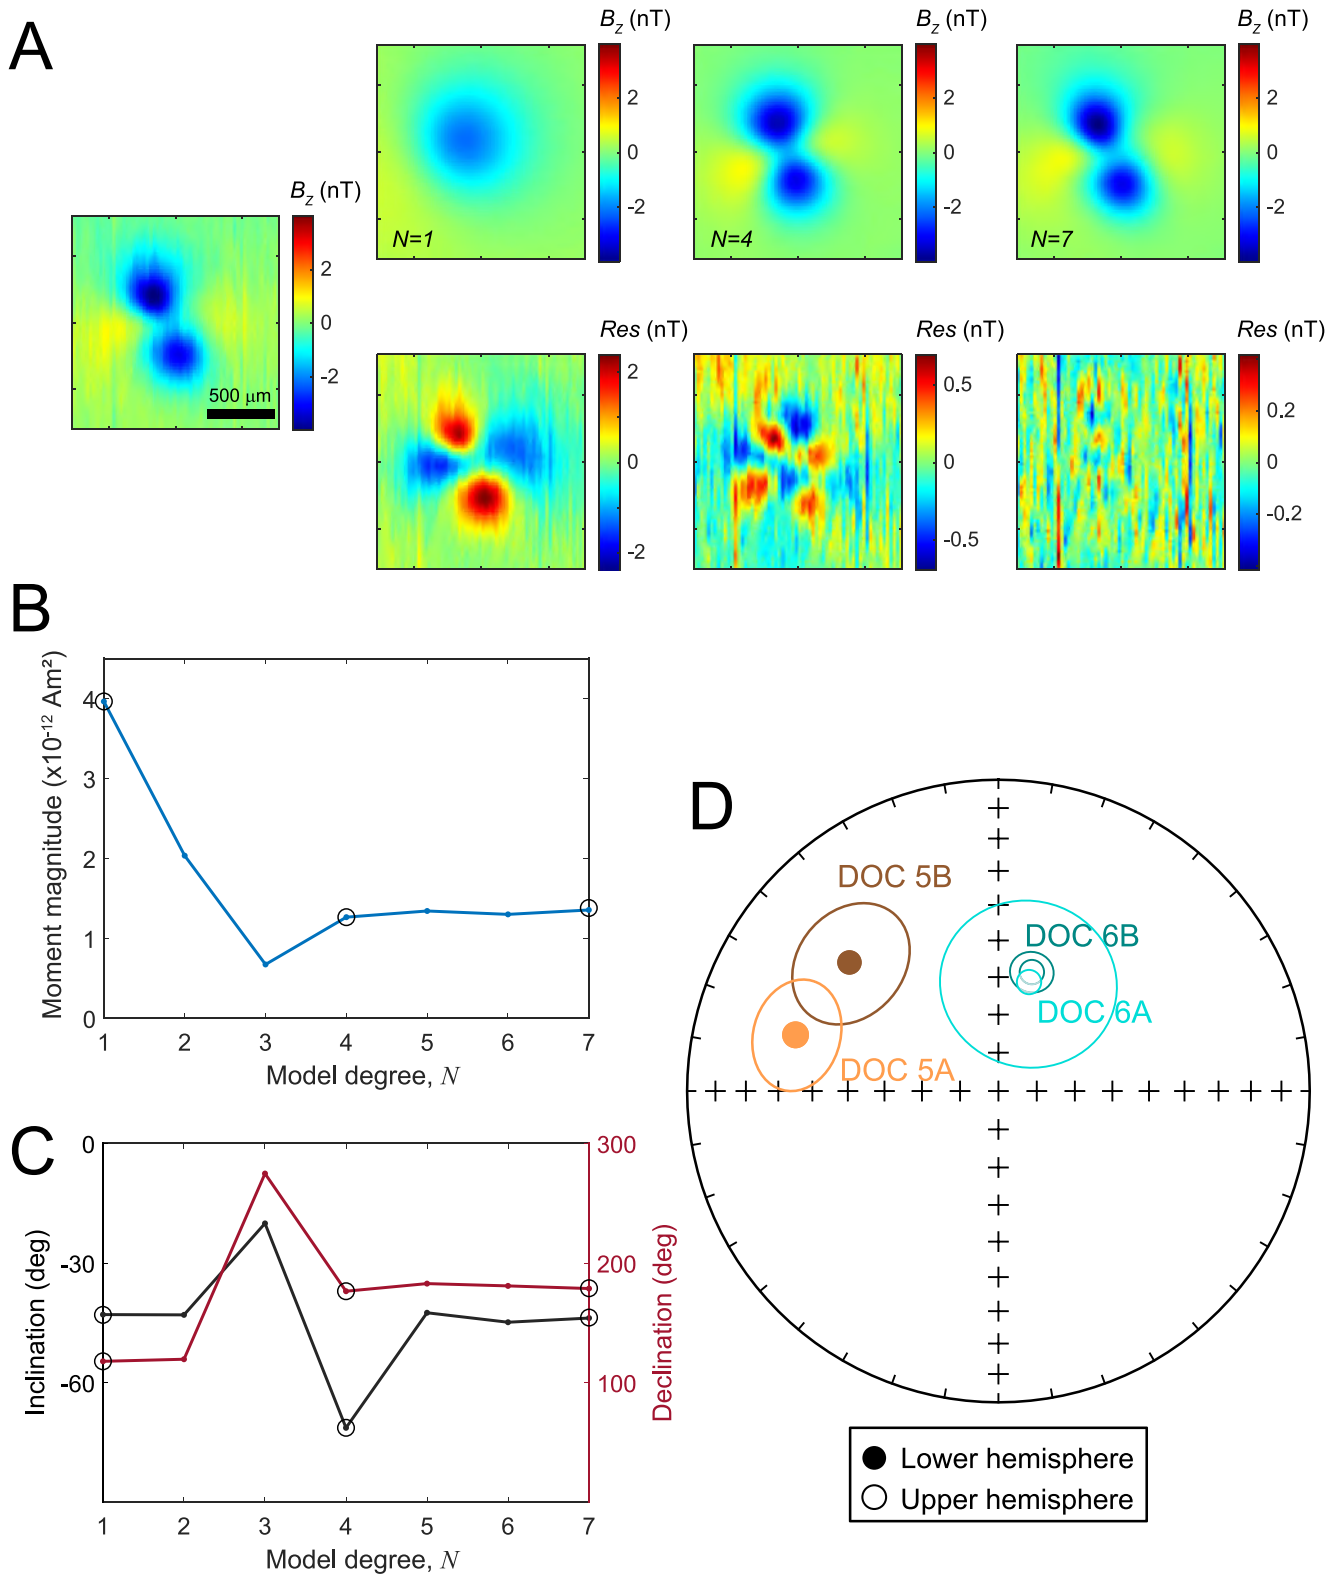 A
B_z (nT)
2
0
-2
500 μm
B_z (nT)
2
0
-2
N=1
B_z (nT)
2
0
-2
N=4
B_z (nT)
2
0
-2
N=7
Res (nT)
2
0
-2
Res (nT)
0.5
0
-0.5
Res (nT)
0.2
0
-0.2
B
Moment magnitude (x10⁻¹² Am²)
4
3
2
1
0
1 2 3 4 5 6 7
Model degree, N
C
Inclination (deg)
0
-30
-60
Declination (deg)
300
200
100
1 2 3 4 5 6 7
Model degree, N
D
DOC 5B
DOC 6B
DOC 6A
DOC 5A
Lower hemisphere
Upper hemisphere